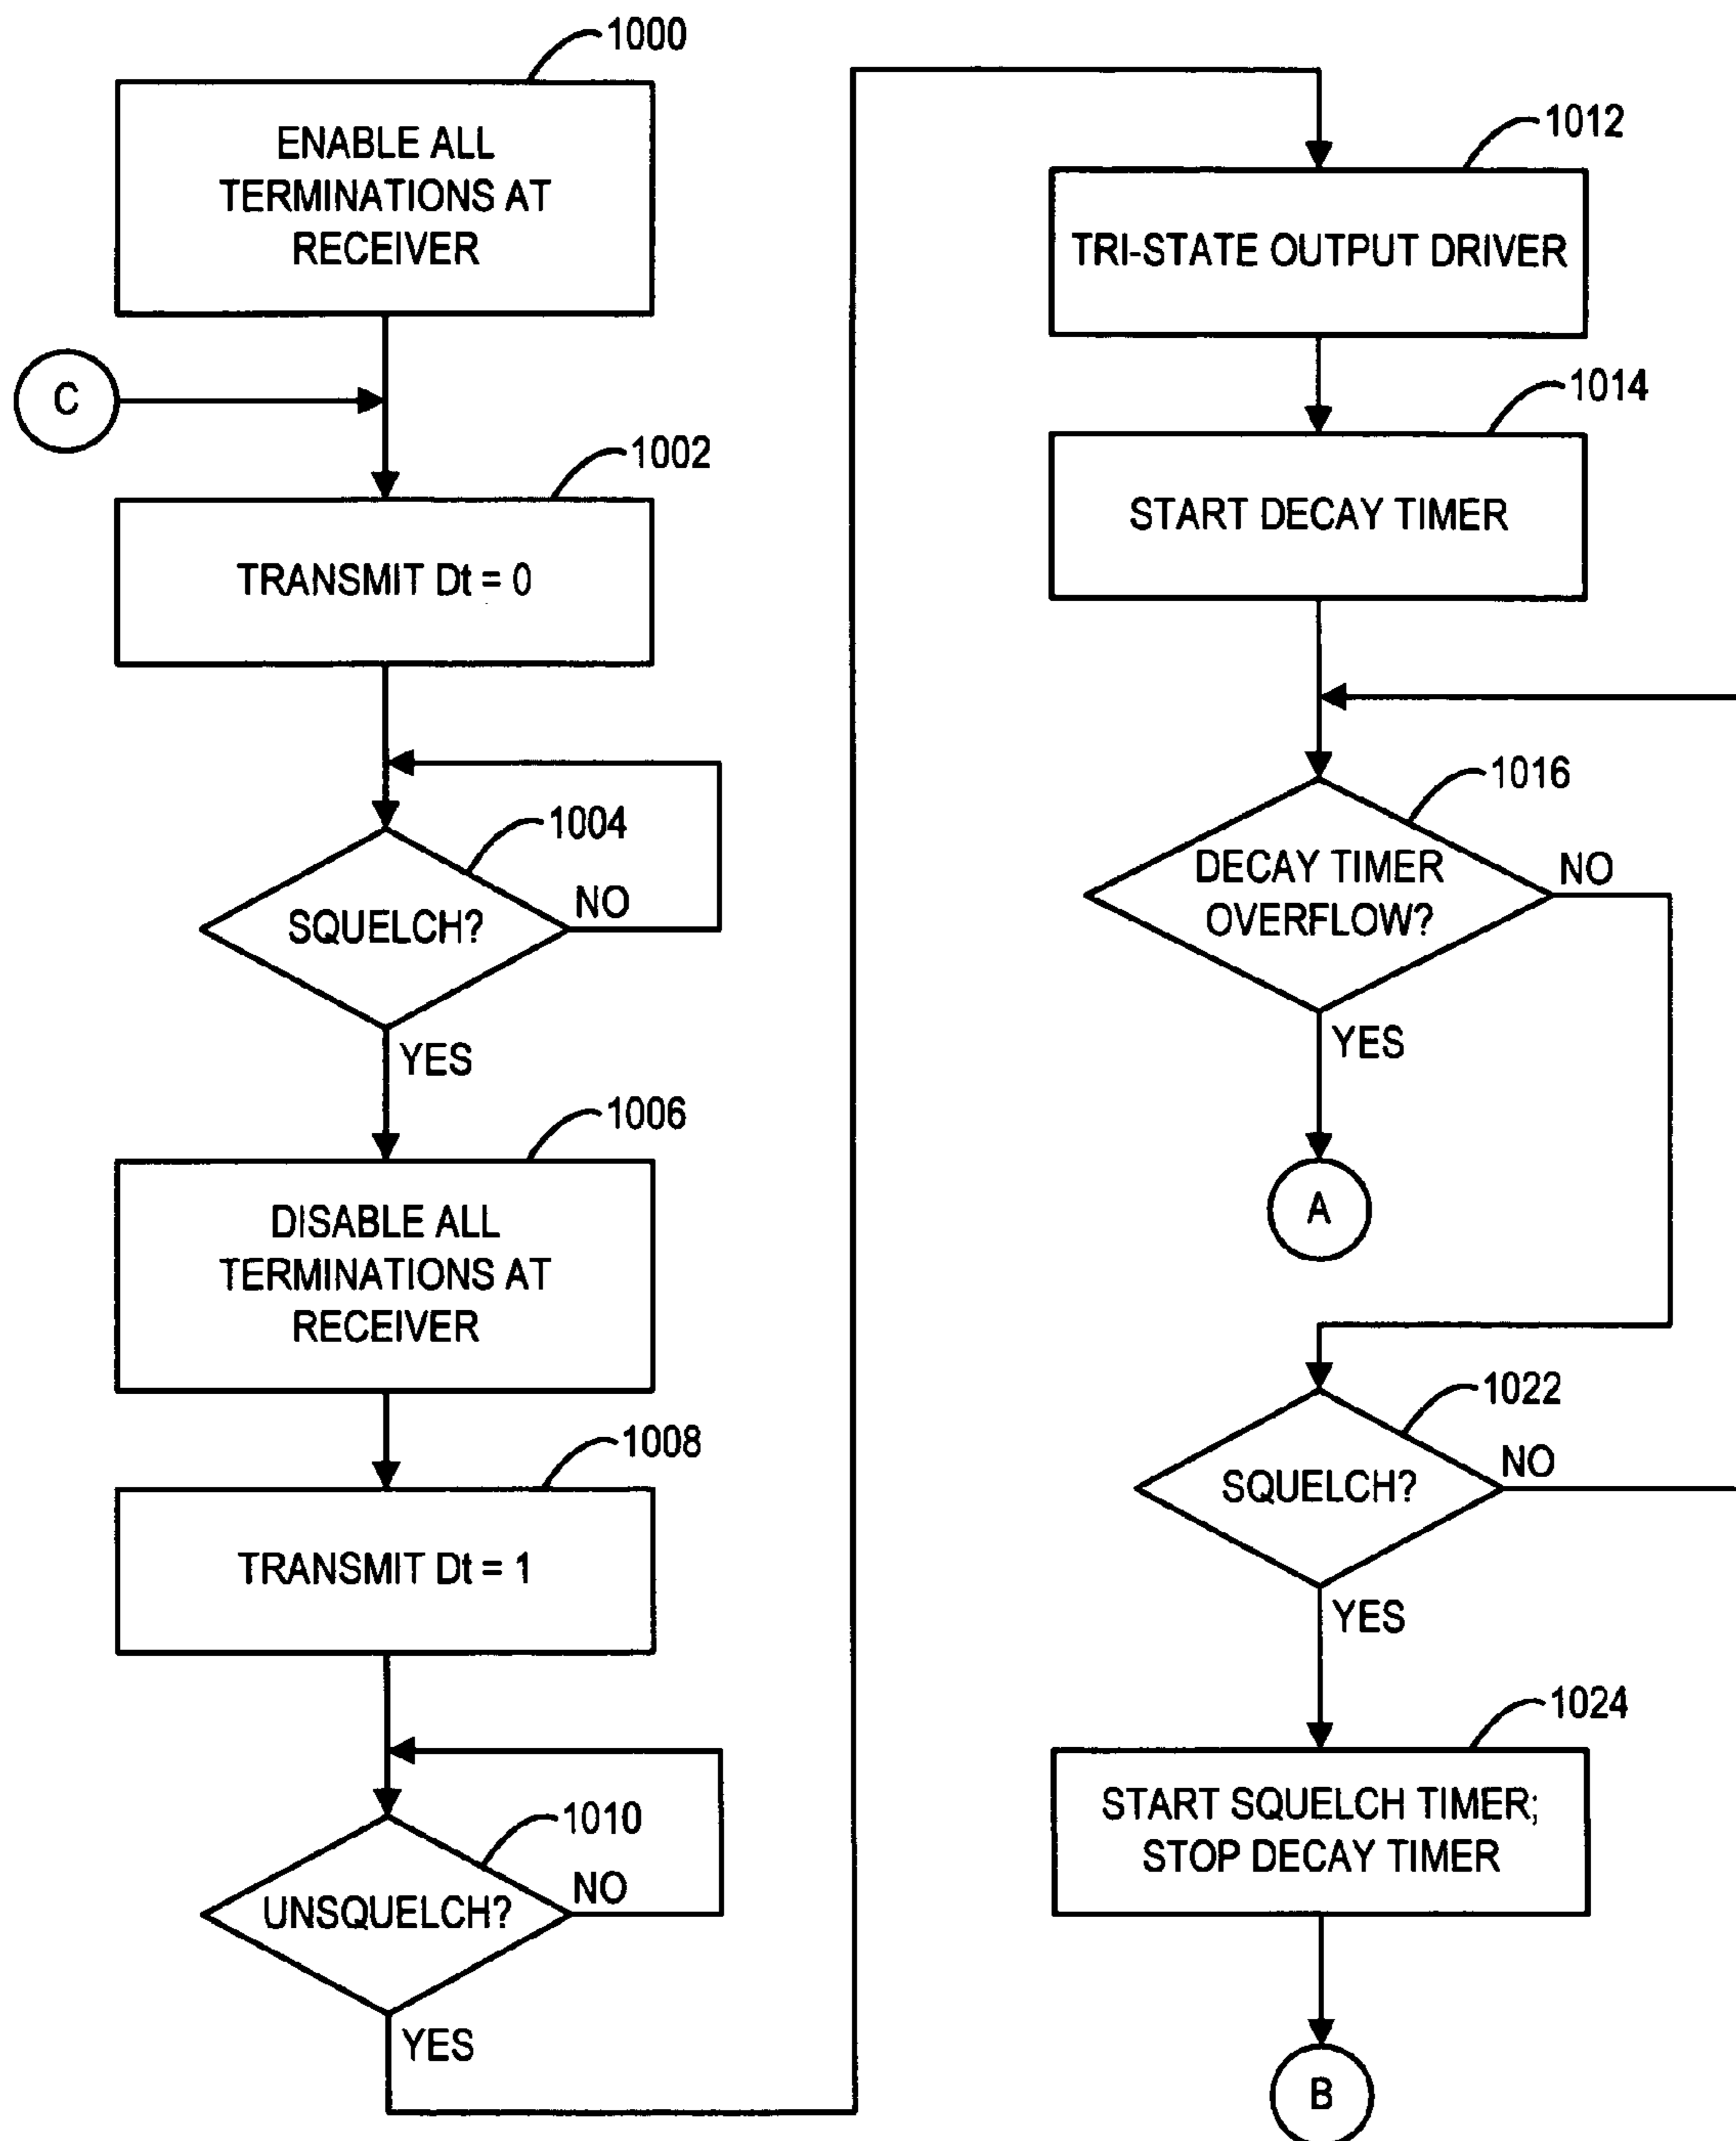 1000
ENABLE ALL
TERMINATIONS AT
RECEIVER
C
1002
TRANSMIT Dt = 0
1004
SQUELCH?
NO
YES
1006
DISABLE ALL
TERMINATIONS AT
RECEIVER
1008
TRANSMIT Dt = 1
1010
UNSQUELCH?
NO
YES
1012
TRI-STATE OUTPUT DRIVER
1014
START DECAY TIMER
1016
DECAY TIMER
OVERFLOW?
NO
YES
A
1022
SQUELCH?
NO
YES
1024
START SQUELCH TIMER;
STOP DECAY TIMER
B